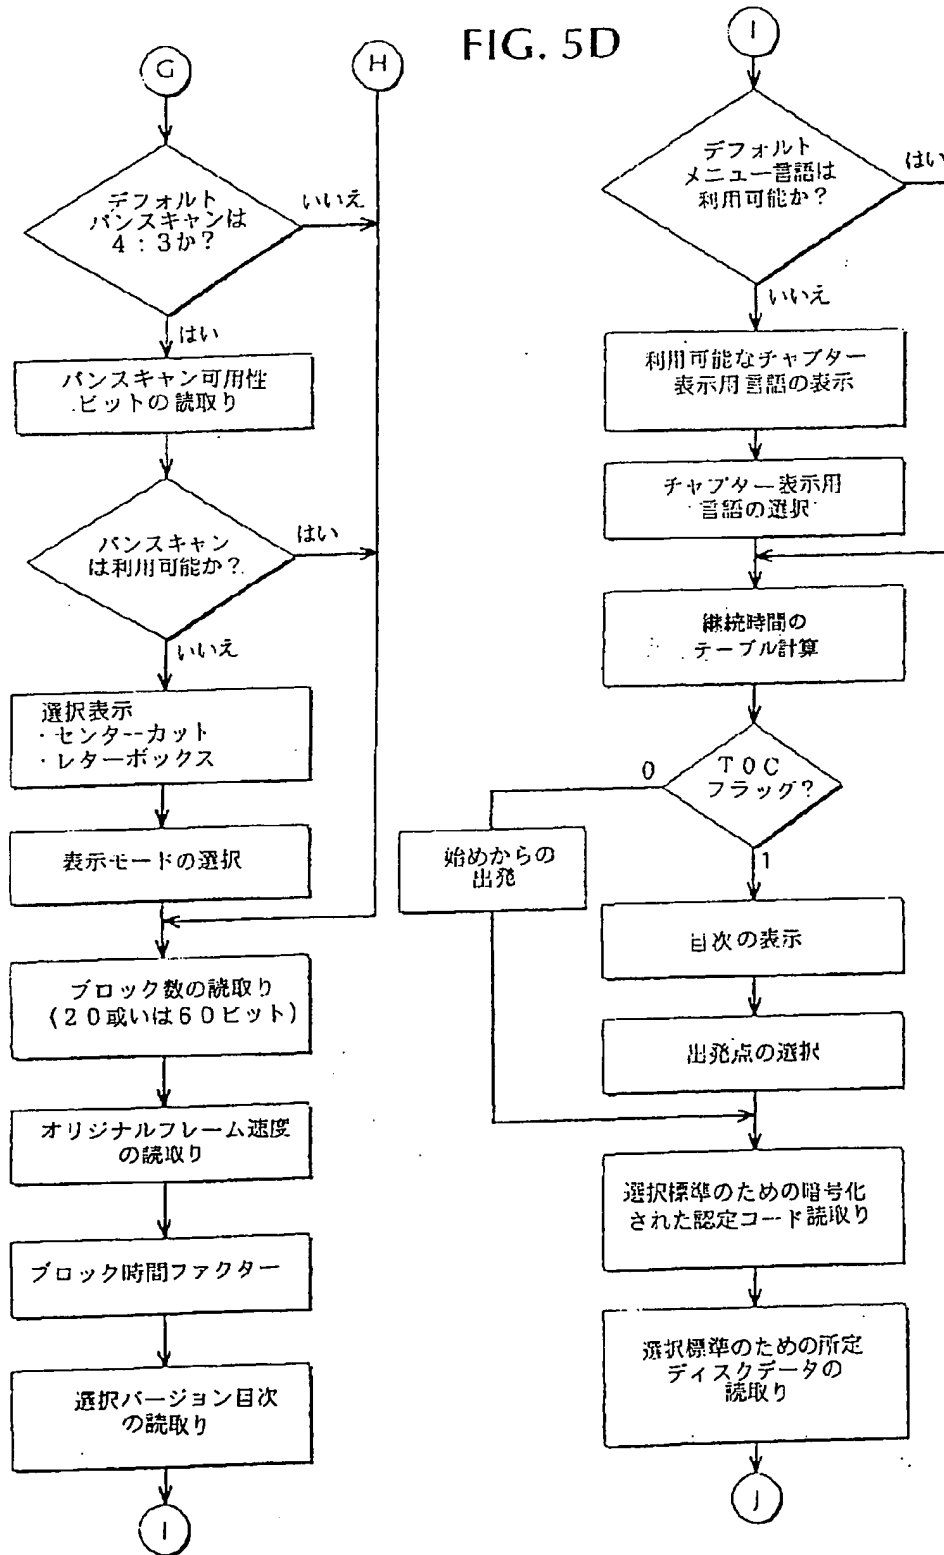 FIG. 5D
G
H
デフォルト
パンスキャンは
4:3か?
いいえ
はい
パンスキャン可用性
ビットの読取り
パンスキャン
は利用可能か?
はい
いいえ
選択表示
・センターカット
・レターボックス
表示モードの選択
ブロック数の読取り
(20或いは60ビット)
オリジナルフレーム速度
の読取り
ブロック時間ファクター
選択バージョン目次
の読取り
I
I
デフォルト
メニュー言語は
利用可能か?
はい
いいえ
利用可能なチャプター
表示用言語の表示
チャプター表示用
言語の選択
継続時間の
テーブル計算
TOC
フラッグ?
0
1
始めからの
出発
目次の表示
出発点の選択
選択標準のための暗号化
された認定コード読取り
選択標準のための所定
ディスクデータの
読取り
J